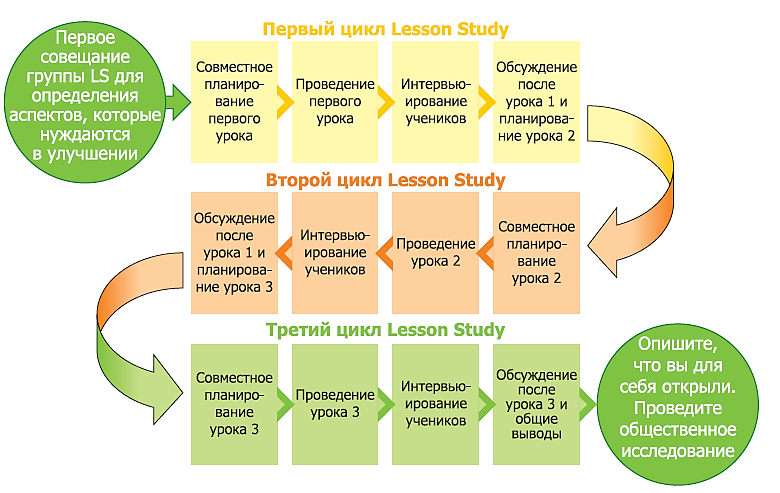 Первое
совещание
группы LS для
определения
аспектов, которые
нуждаются
в улучшении
Первый цикл Lesson Study
Совместное
планиро-
вание
первого
урока
Проведение
первого
урока
Интервью-
ирование
учеников
Обсуждение
после
урока 1 и
планирова-
ние урока 2
Второй цикл Lesson Study
Совместное
планиро-
вание
урока 2
Проведение
урока 2
Интервью-
ирование
учеников
Обсуждение
после
урока 1 и
планирова-
ние урока 3
Третий цикл Lesson Study
Совместное
планиро-
вание
урока 3
Проведение
урока 3
Интервью-
ирование
учеников
Обсуждение
после
урока 3 и
общие
выводы
Опишите,
что вы для
себя открыли.
Проведите
общественное
исследование